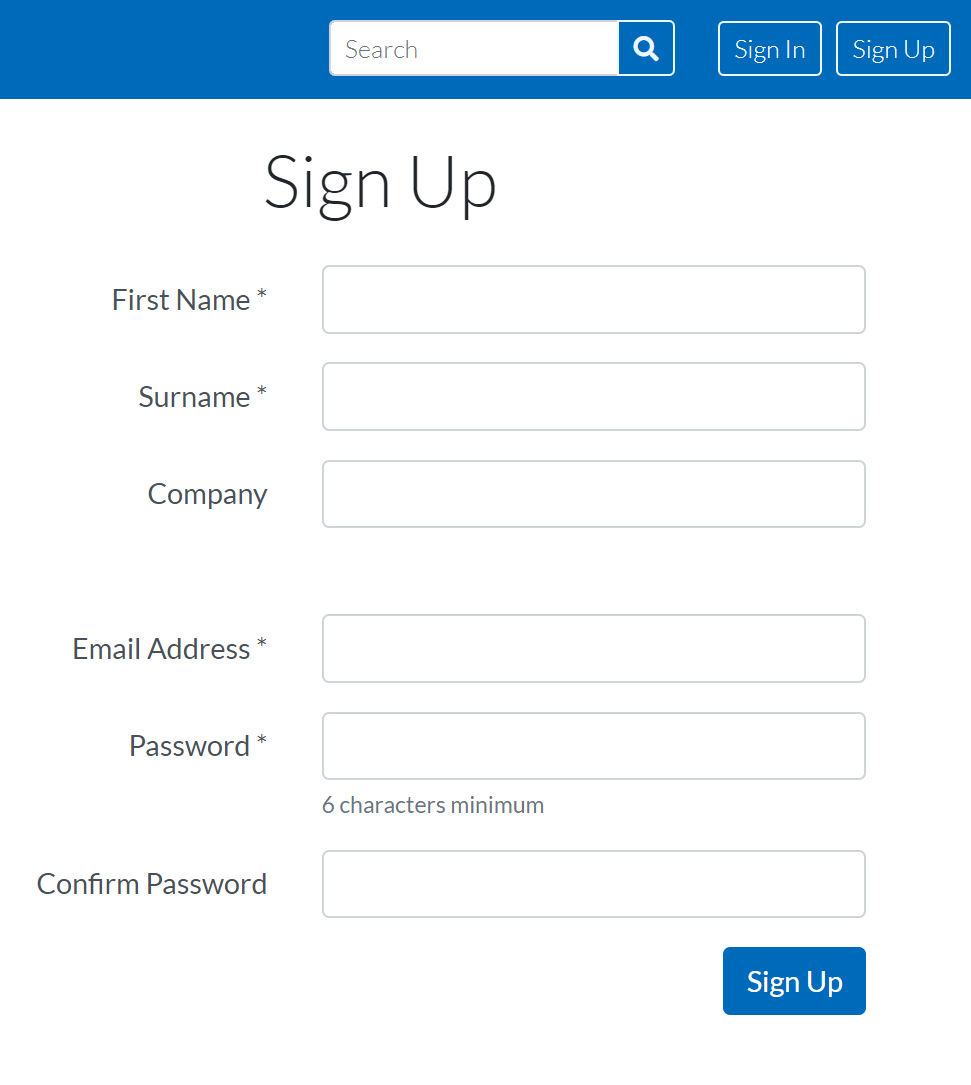 Search
Sign In
Sign Up
Sign Up
First Name *
Surname *
Company
Email Address *
Password *
6 characters minimum
Confirm Password
Sign Up